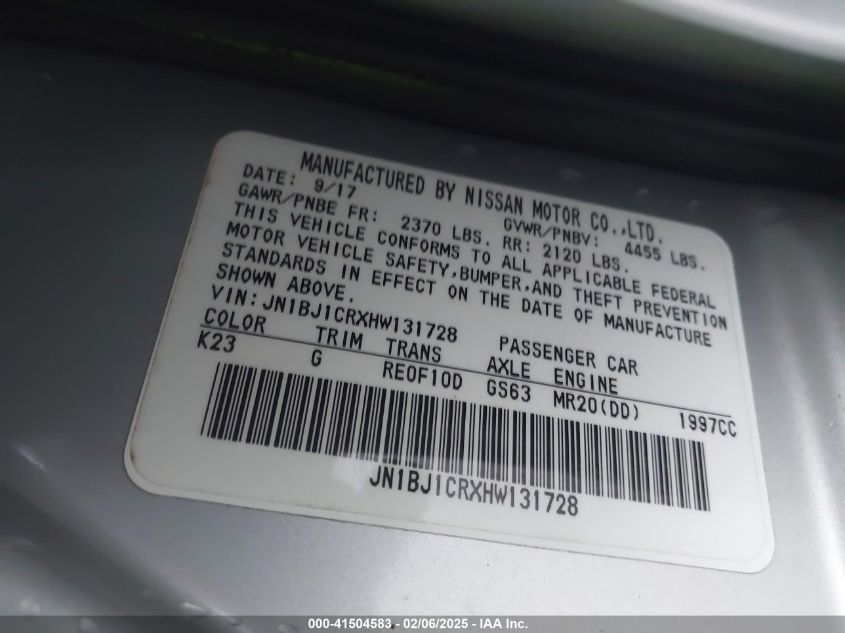 MANUFACTURED BY NISSAN MOTOR CO.,LTD.
DATE: 9/17 GVWR/PNBV: 4455 LBS.
GAWR/PNBE FR: 2370 LBS. RR: 2120 LBS.
THIS VEHICLE CONFORMS TO ALL APPLICABLE FEDERAL
MOTOR VEHICLE SAFETY,BUMPER,AND THEFT PREVENTION
STANDARDS IN EFFECT ON THE DATE OF MANUFACTURE
SHOWN ABOVE.
VIN: JN1BJ1CRXHW131728 PASSENGER CAR
COLOR TRIM TRANS AXLE ENGINE
K23 G RE0F10D GS63 MR20(DD) 1997CC
JN1BJ1CRXHW131728
000-41504583 - 02/06/2025 - IAA Inc.